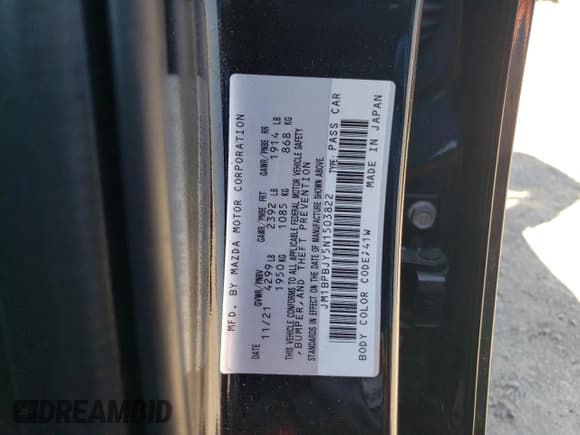 MFD. BY MAZDA MOTOR CORPORATION
DATE GVWR/PNBV GAWR/PNBE FRT GAWR/PNBE RR
11/21 4299 LB 2392 LB 1914 LB
1950 KG 1085 KG 868 KG
THIS VEHICLE CONFORMS TO ALL APPLICABLE FEDERAL MOTOR VEHICLE SAFETY
,BUMPER,AND THEFT PREVENTION
STANDARDS IN EFFECT ON THE DATE OF MANUFACTURE SHOWN ABOVE.
JM1BPBJY5N1503822 TYPE: PASS CAR
BODY COLOR CODE:41W MADE IN JAPAN
DREAMBID